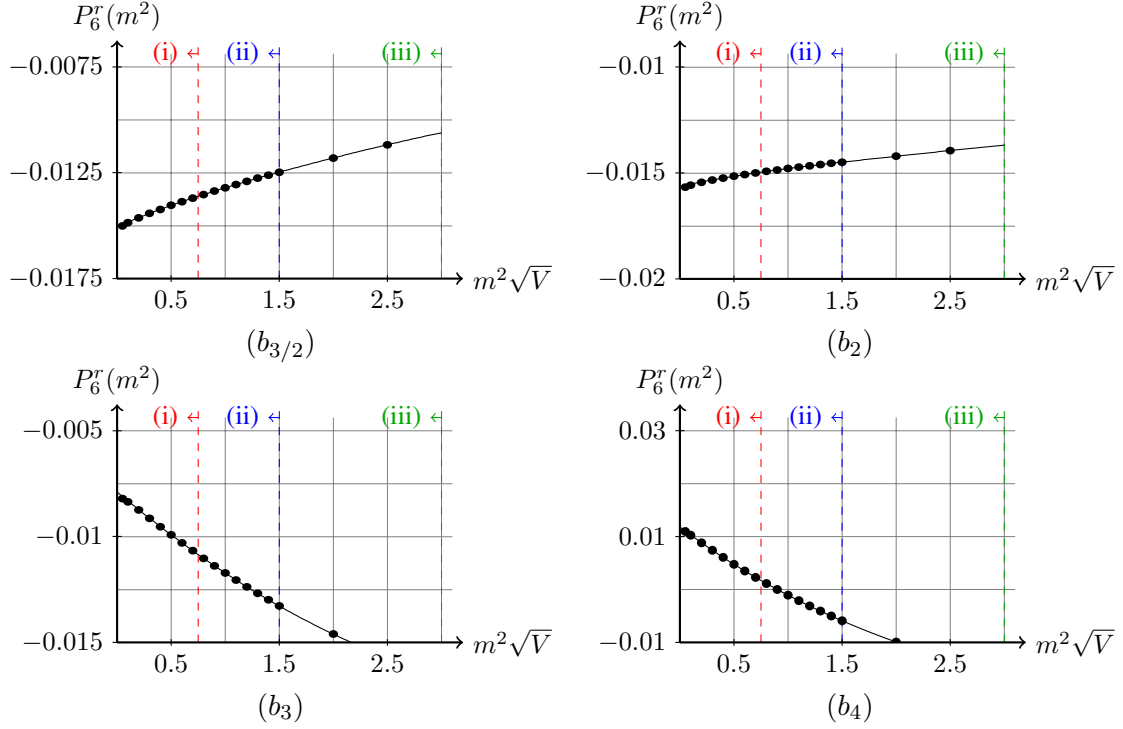 P_6^r(m^2)
−0.0075
−0.0125
−0.0175
(i)
(ii)
(iii)
0.5
1.5
2.5
m^2√V
(b_{3/2})
P_6^r(m^2)
−0.01
−0.015
−0.02
(i)
(ii)
(iii)
0.5
1.5
2.5
m^2√V
(b_2)
P_6^r(m^2)
−0.005
−0.01
−0.015
(i)
(ii)
(iii)
0.5
1.5
2.5
m^2√V
(b_3)
P_6^r(m^2)
0.03
0.01
−0.01
(i)
(ii)
(iii)
0.5
1.5
2.5
m^2√V
(b_4)